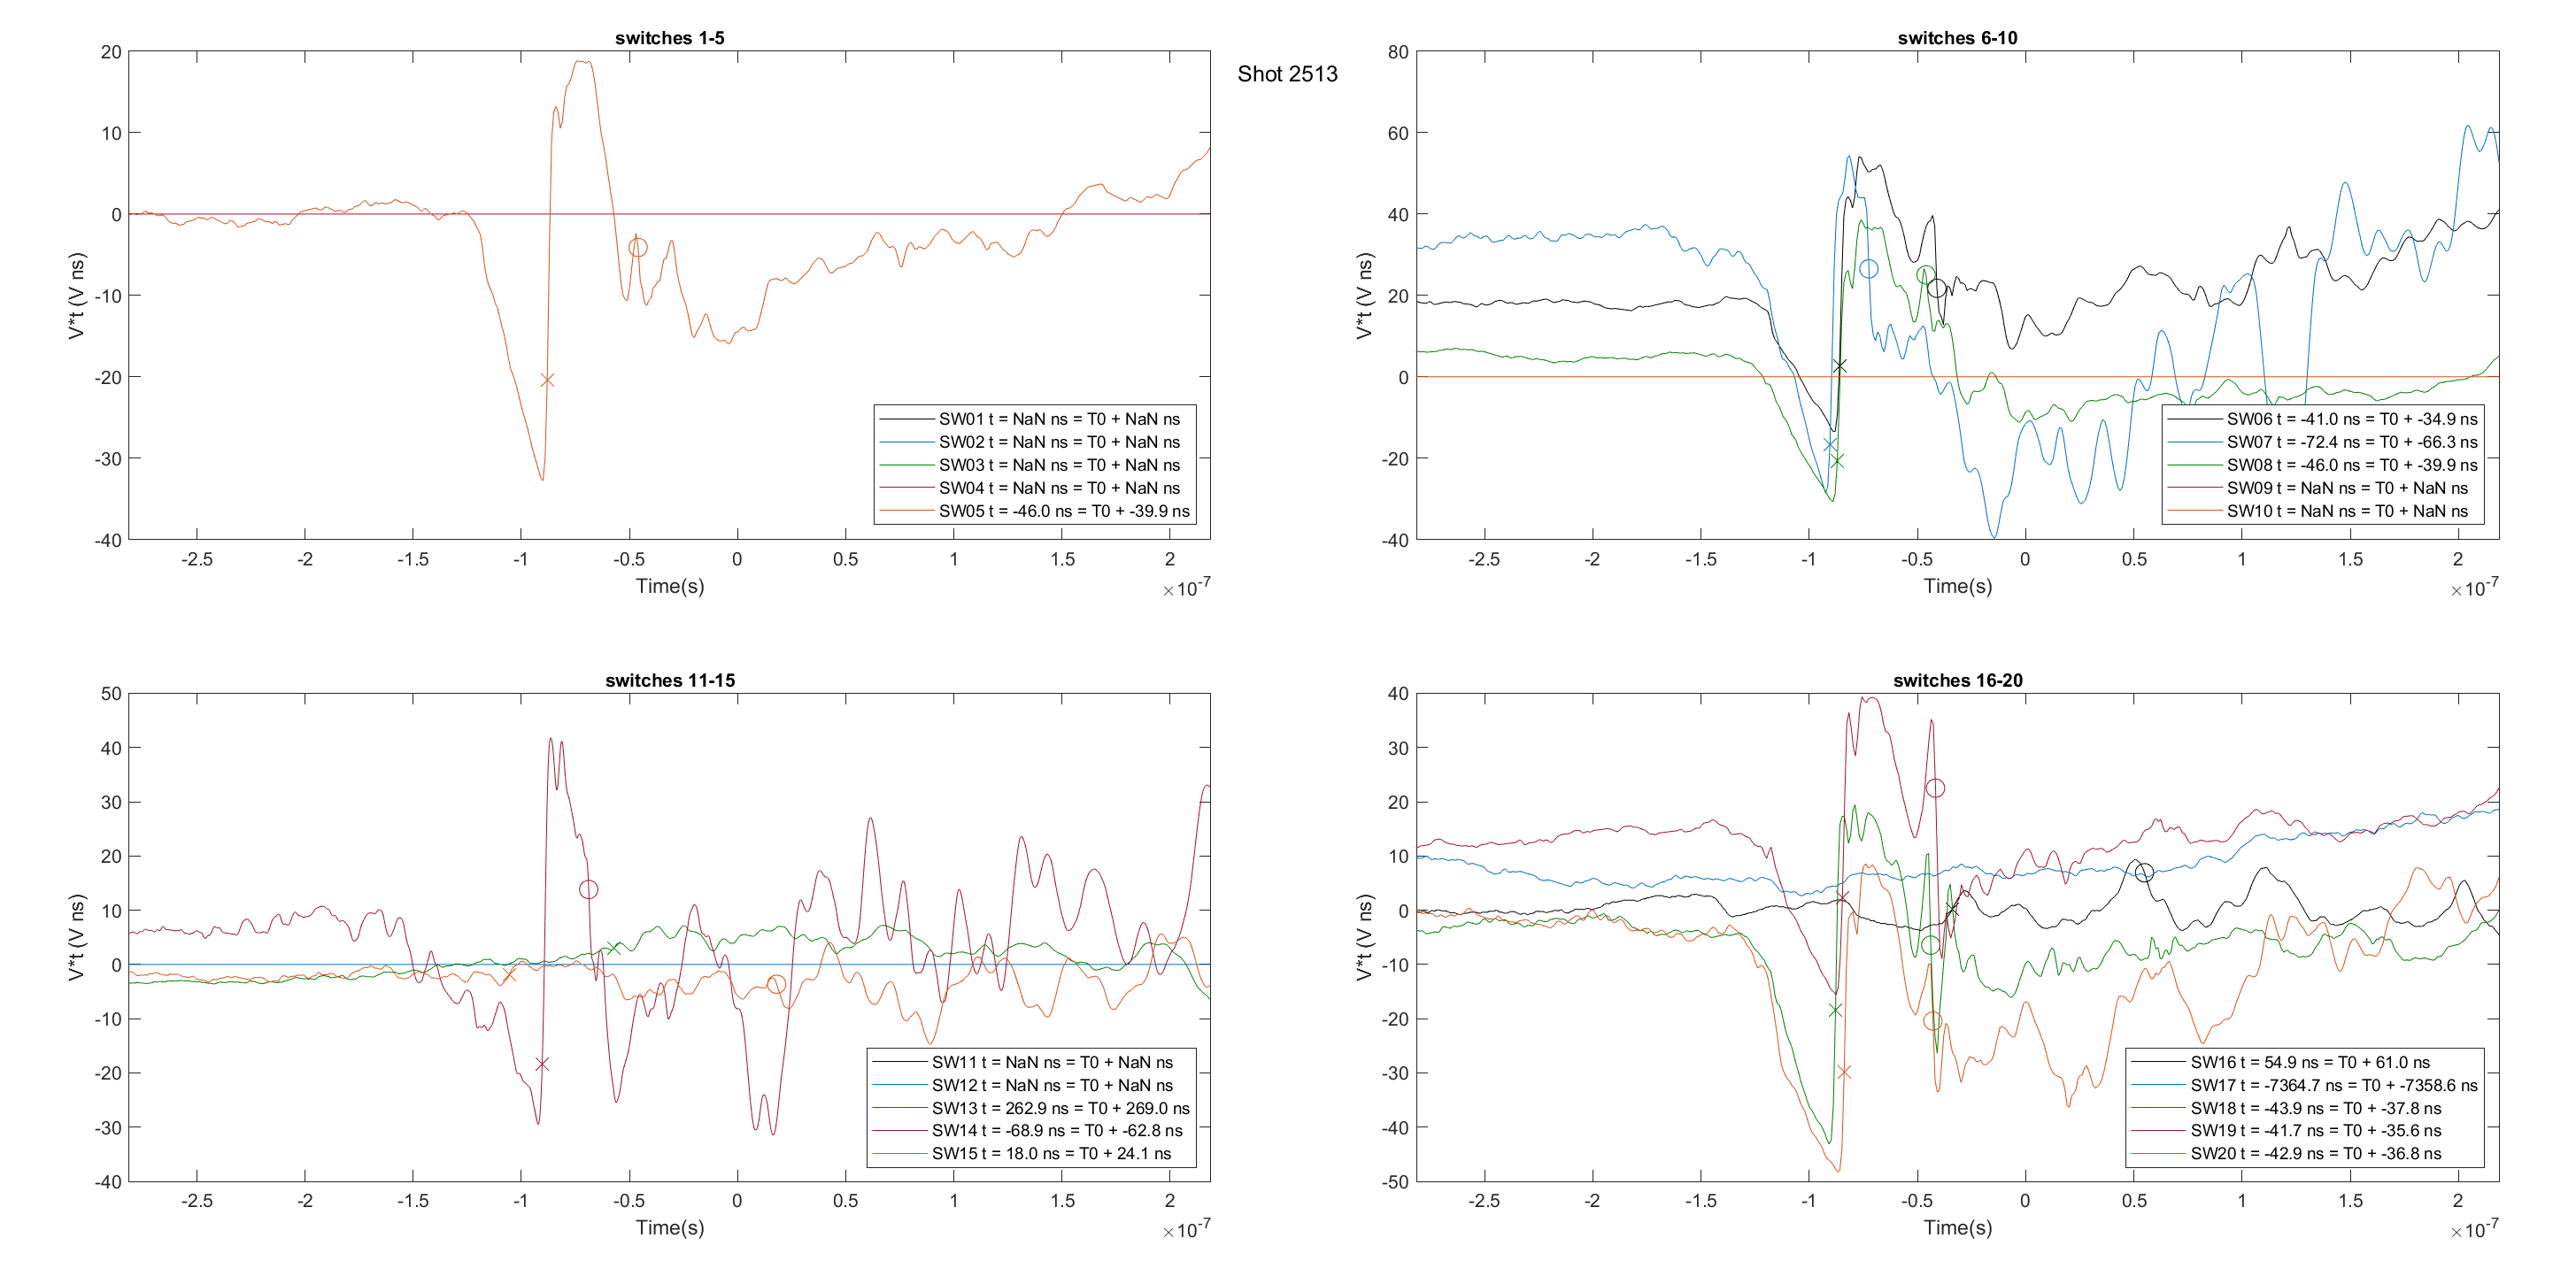 Shot 2513
switches 1-5
20
10
0
-10
-20
-30
-40
V*t (V ns)
-2.5 -2 -1.5 -1 -0.5 0 0.5 1 1.5 2
Time(s)
×10-7
SW01 t = NaN ns = T0 + NaN ns
SW02 t = NaN ns = T0 + NaN ns
SW03 t = NaN ns = T0 + NaN ns
SW04 t = NaN ns = T0 + NaN ns
SW05 t = -46.0 ns = T0 + -39.9 ns
switches 6-10
80
60
40
20
0
-20
-40
V*t (V ns)
-2.5 -2 -1.5 -1 -0.5 0 0.5 1 1.5 2
Time(s)
×10-7
SW06 t = -41.0 ns = T0 + -34.9 ns
SW07 t = -72.4 ns = T0 + -66.3 ns
SW08 t = -46.0 ns = T0 + -39.9 ns
SW09 t = NaN ns = T0 + NaN ns
SW10 t = NaN ns = T0 + NaN ns
switches 11-15
50
40
30
20
10
0
-10
-20
-30
-40
V*t (V ns)
-2.5 -2 -1.5 -1 -0.5 0 0.5 1 1.5 2
Time(s)
×10-7
SW11 t = NaN ns = T0 + NaN ns
SW12 t = NaN ns = T0 + NaN ns
SW13 t = 262.9 ns = T0 + 269.0 ns
SW14 t = -68.9 ns = T0 + -62.8 ns
SW15 t = 18.0 ns = T0 + 24.1 ns
switches 16-20
40
30
20
10
0
-10
-20
-30
-40
-50
V*t (V ns)
-2.5 -2 -1.5 -1 -0.5 0 0.5 1 1.5 2
Time(s)
×10-7
SW16 t = 54.9 ns = T0 + 61.0 ns
SW17 t = -7364.7 ns = T0 + -7358.6 ns
SW18 t = -43.9 ns = T0 + -37.8 ns
SW19 t = -41.7 ns = T0 + -35.6 ns
SW20 t = -42.9 ns = T0 + -36.8 ns